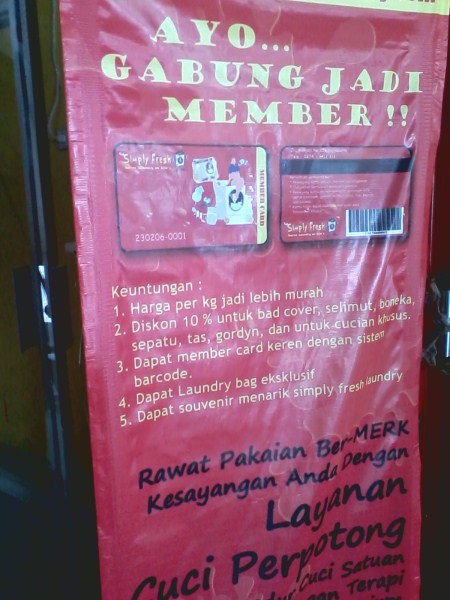 AYO...
GABUNG JADI
MEMBER !!
Simply Fresh
MEMBER CARD
230206-0001
Simply Fresh
Keuntungan :
1. Harga per kg jadi lebih murah
2. Diskon 10 % untuk bad cover, selimut, boneka,
sepatu, tas, gordyn, dan untuk cucian khusus.
3. Dapat member card keren dengan sistem
barcode.
4. Dapat Laundry bag eksklusif
5. Dapat souvenir menarik simply fresh laundry
Rawat Pakaian Ber-MERK
Kesayangan Anda Dengan
Layanan
Cuci Perpotong
Cuci Satuan
Terapi